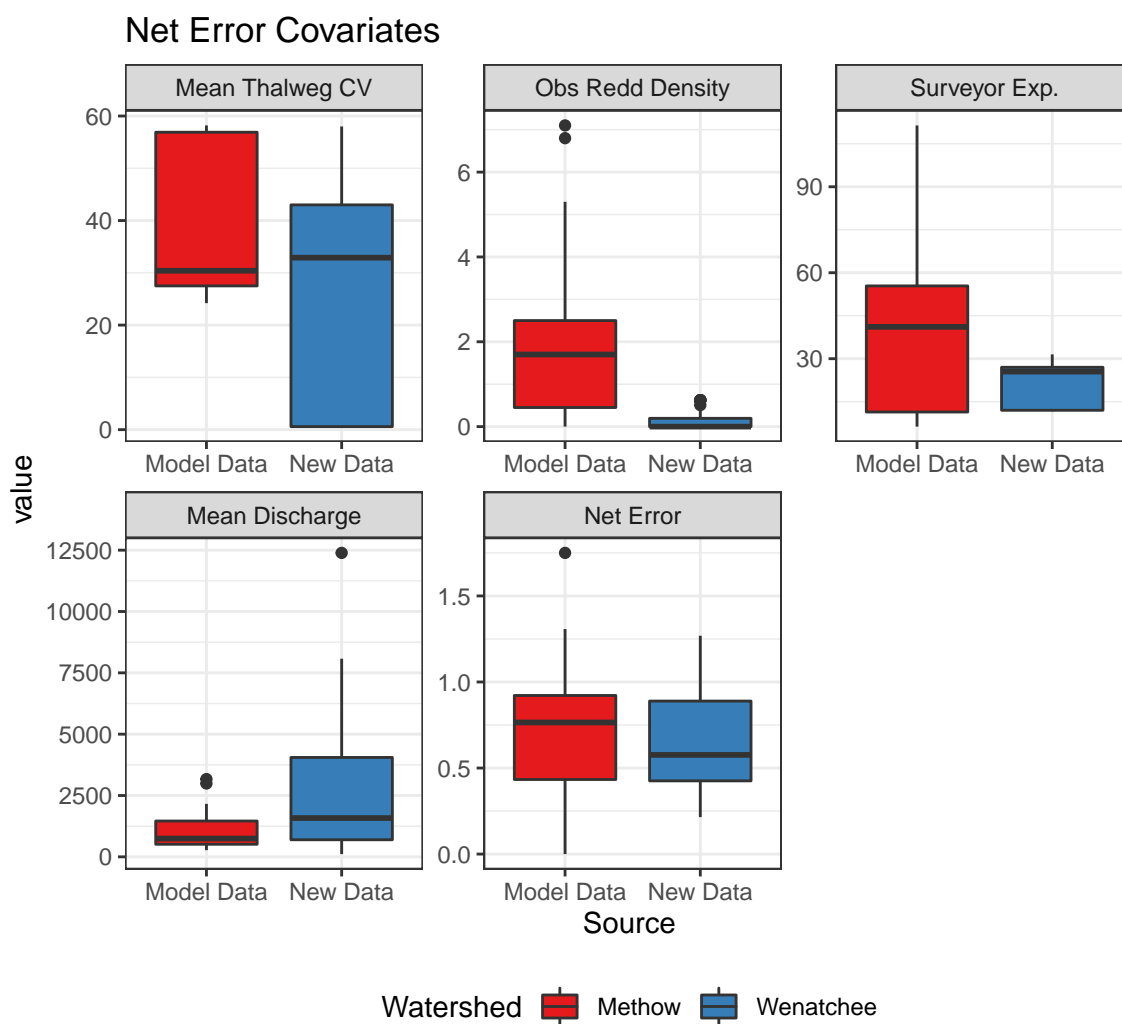 Net Error Covariates
Mean Thalweg CV
Obs Redd Density
Surveyor Exp.
60
40
20
0
6
4
2
0
90
60
30
Model Data New Data
Model Data New Data
Model Data New Data
value
Mean Discharge
Net Error
12500
10000
7500
5000
2500
0
1.5
1.0
0.5
0.0
Model Data New Data
Model Data New Data
Source
Watershed Methow Wenatchee